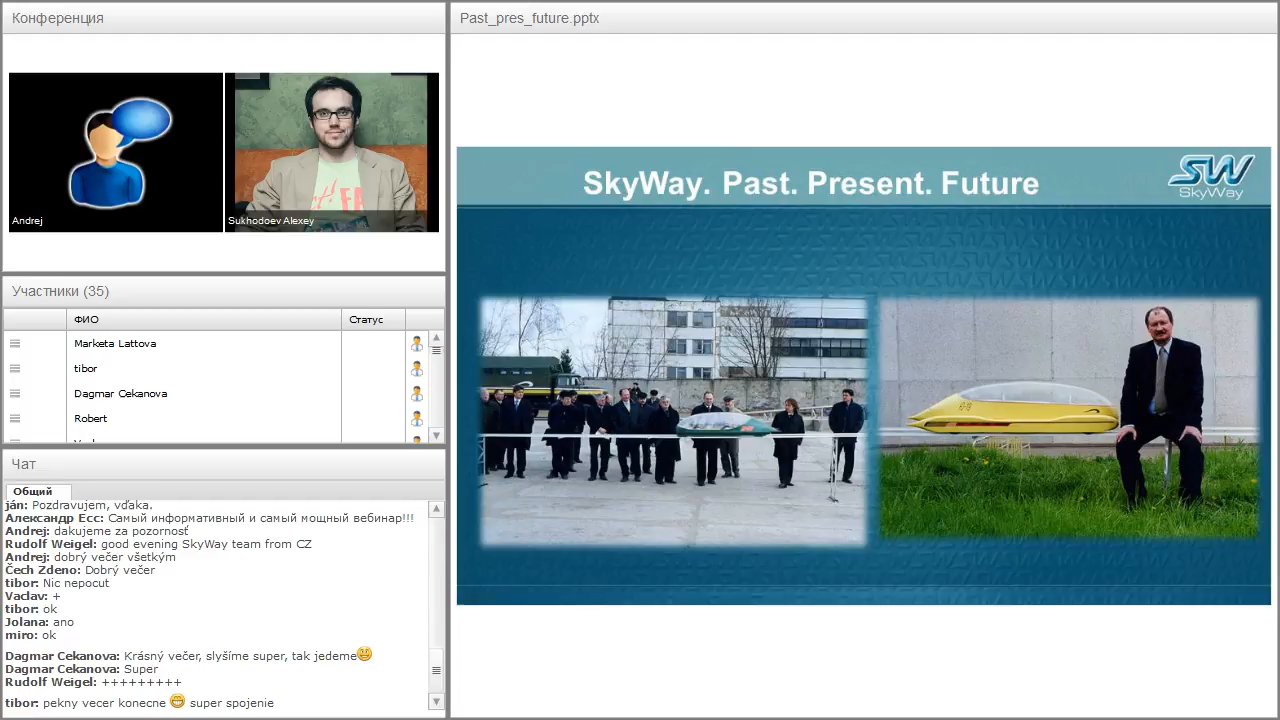 Конференция
Andrej
Sukhodoev Alexey
Участники (35)
ФИО
Статус
Marketa Lattova
tibor
Dagmar Cekanova
Robert
Чат
Общий
ján: Pozdravujem, vďaka.
Александр Есс: Самый информативный и самый мощный вебинар!!!
Andrej: dakujeme za pozornosť
Rudolf Weigel: good evening SkyWay team from CZ
Andrej: dobrý večer všetkým
Čech Zdeno: Dobrý večer
tibor: Nic nepocut
Vaclav: +
tibor: ok
Jolana: ano
miro: ok
Dagmar Cekanova: Krásný večer, slyšíme super, tak jedeme
Dagmar Cekanova: Super
Rudolf Weigel: +++++++++
tibor: pekny vecer konecne super spojenie
Past_pres_future.pptx
SkyWay. Past. Present. Future
SW
SkyWay